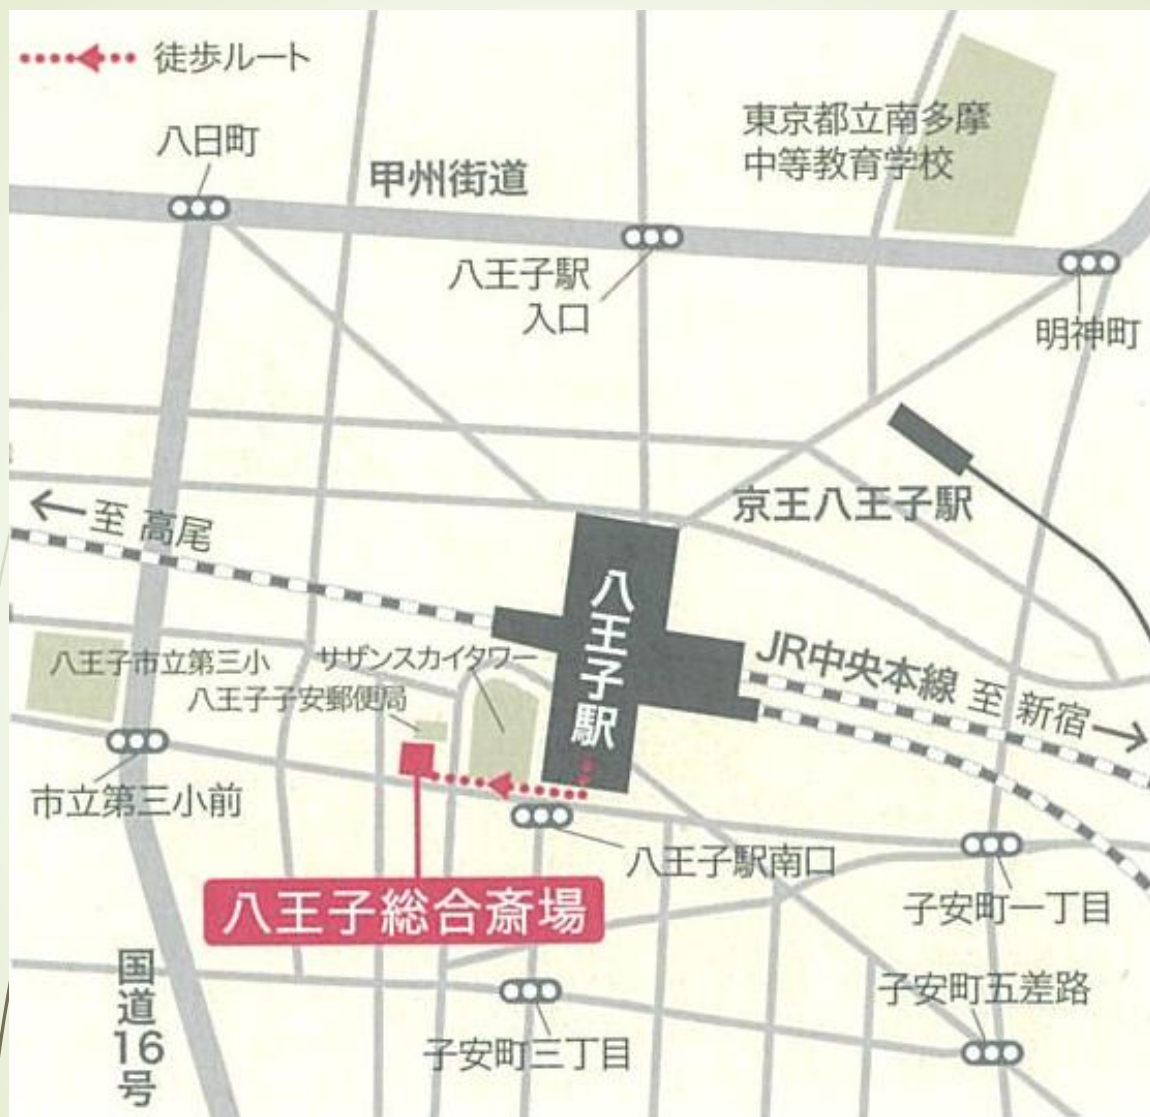 徒歩ルート
八日町
甲州街道
東京都立南多摩
中等教育学校
八王子駅
入口
明神町
京王八王子駅
←至 高尾
八王子駅
JR中央本線 至 新宿→
八王子市立第三小
サザンスカイタワー
八王子子安郵便局
市立第三小前
八王子駅南口
八王子総合斎場
子安町一丁目
子安町五差路
子安町三丁目
国道16号